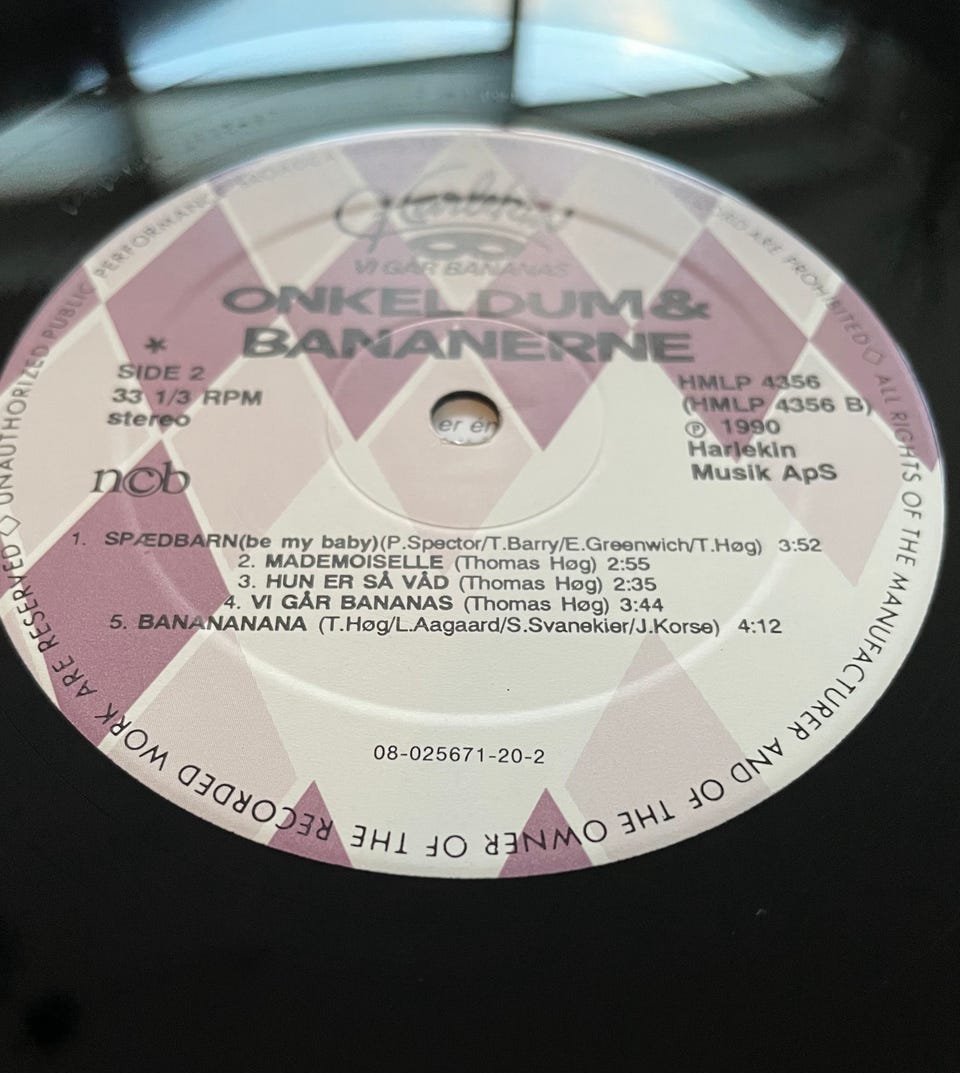 Harlekin
VI GÅR BANANAS
ONKEL DUM &
BANANERNE
*
SIDE 2
33 1/3 RPM
stereo
n©b
HMLP 4356
(HMLP 4356 B)
℗ 1990
Harlekin
Musik ApS
er én
1. SPÆDBARN(be my baby)(P.Spector/T.Barry/E.Greenwich/T.Høg) 3:52
2. MADEMOISELLE (Thomas Høg) 2:55
3. HUN ER SÅ VÅD (Thomas Høg) 2:35
4. VI GÅR BANANAS (Thomas Høg) 3:44
5. BANANANANA (T.Høg/L.Aagaard/S.Svanekier/J.Korse) 4:12
08-025671-20-2
ARE PROHIBITED ◇ ALL RIGHTS OF THE MANUFACTURER AND OF THE OWNER OF THE RECORDED WORK ARE RESERVED ◇ UNAUTHORIZED PUBLIC PERFORMANCE